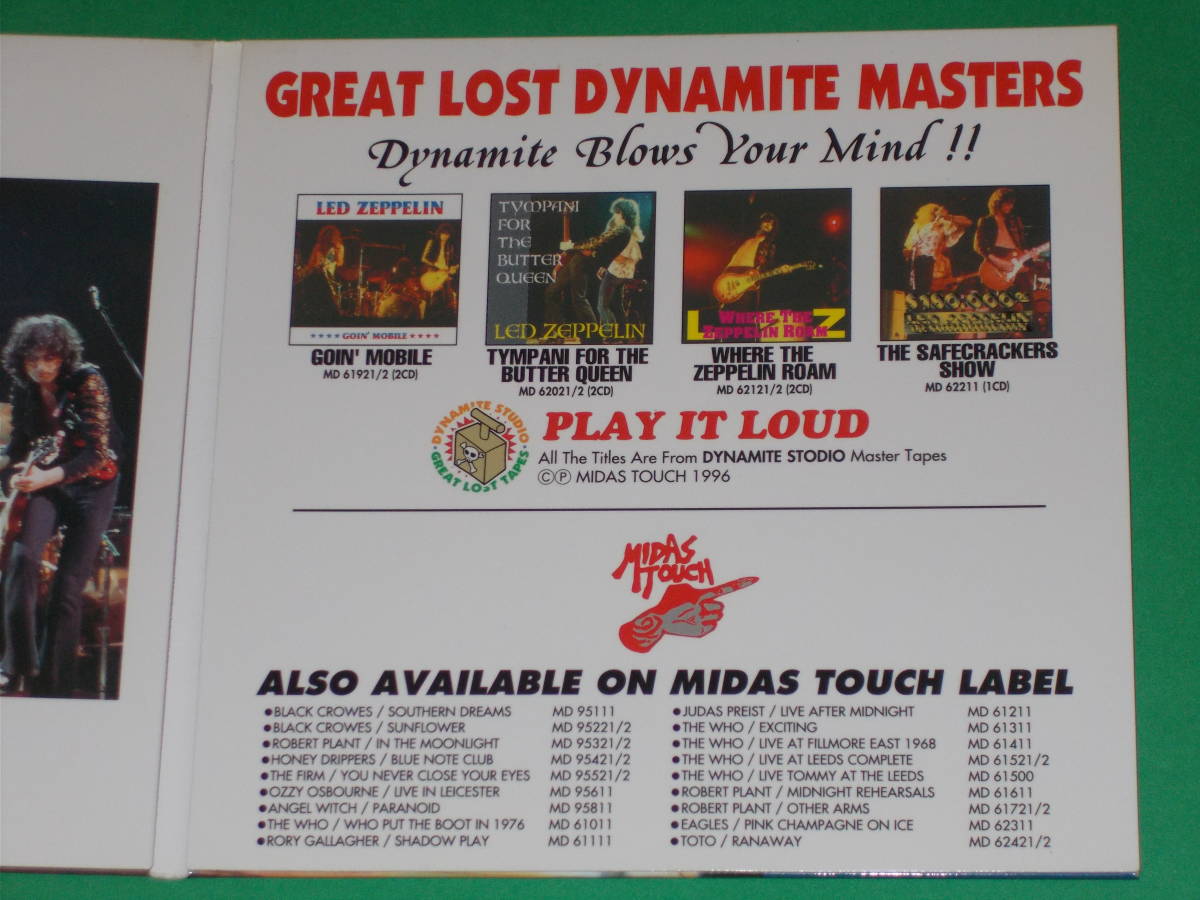 GREAT LOST DYNAMITE MASTERS
Dynamite Blows Your Mind !!
LED ZEPPELIN
★★★★ GOIN' MOBILE ★★★★
GOIN' MOBILE
MD 61921/2 (2CD)
TYMPANI
FOR
THE
BUTTER
QUEEN
LED ZEPPELIN
TYMPANI FOR THE
BUTTER QUEEN
MD 62021/2 (2CD)
WHERE THE
ZEPPELIN ROAM
L Z
WHERE THE
ZEPPELIN ROAM
MD 62121/2 (2CD)
LED ZEPPELIN
THE SAFECRACKERS
SHOW
MD 62211 (1CD)
DYNAMITE STUDIO
GREAT LOST TAPES
PLAY IT LOUD
All The Titles Are From DYNAMITE STODIO Master Tapes
©℗ MIDAS TOUCH 1996
MIDAS
TOUCH
ALSO AVAILABLE ON MIDAS TOUCH LABEL
●BLACK CROWES / SOUTHERN DREAMS MD 95111
●BLACK CROWES / SUNFLOWER MD 95221/2
●ROBERT PLANT / IN THE MOONLIGHT MD 95321/2
●HONEY DRIPPERS / BLUE NOTE CLUB MD 95421/2
●THE FIRM / YOU NEVER CLOSE YOUR EYES MD 95521/2
●OZZY OSBOURNE / LIVE IN LEICESTER MD 95611
●ANGEL WITCH / PARANOID MD 95811
●THE WHO / WHO PUT THE BOOT IN 1976 MD 61011
●RORY GALLAGHER / SHADOW PLAY MD 61111
●JUDAS PREIST / LIVE AFTER MIDNIGHT MD 61211
●THE WHO / EXCITING MD 61311
●THE WHO / LIVE AT FILLMORE EAST 1968 MD 61411
●THE WHO / LIVE AT LEEDS COMPLETE MD 61521/2
●THE WHO / LIVE TOMMY AT THE LEEDS MD 61500
●ROBERT PLANT / MIDNIGHT REHEARSALS MD 61611
●ROBERT PLANT / OTHER ARMS MD 61721/2
●EAGLES / PINK CHAMPAGNE ON ICE MD 62311
●TOTO / RANAWAY MD 62421/2